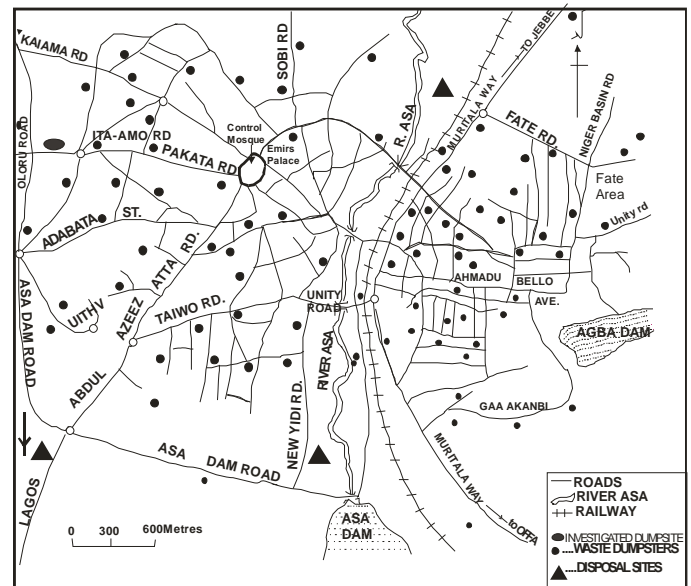 KAIAMA RD
SOBI RD
R. ASA
TO JEBBE
MURITALA WAY
FATE RD.
NIGER BASIN RD
OLORU ROAD
ITA-AMO RD
PAKATA RD
Control
Mosque
Emirs
Palace
Fate
Area
Unity rd
ADABATA ST.
ABDUL AZEEZ ATTA RD.
UITHV
TAIWO RD.
UNITY
ROAD
AHMADU BELLO
AVE.
AGBA DAM
ASA DAM ROAD
RIVER ASA
NEW YIDI RD.
GAA AKANBI
MURITALA WAY
to OFFA
ASA DAM ROAD
LAGOS
ASA
DAM
0 300 600Metres
ROADS
RIVER ASA
RAILWAY
INVESTIGATED DUMPSITE
....WASTE DUMPSTERS
....DISPOSAL SITES